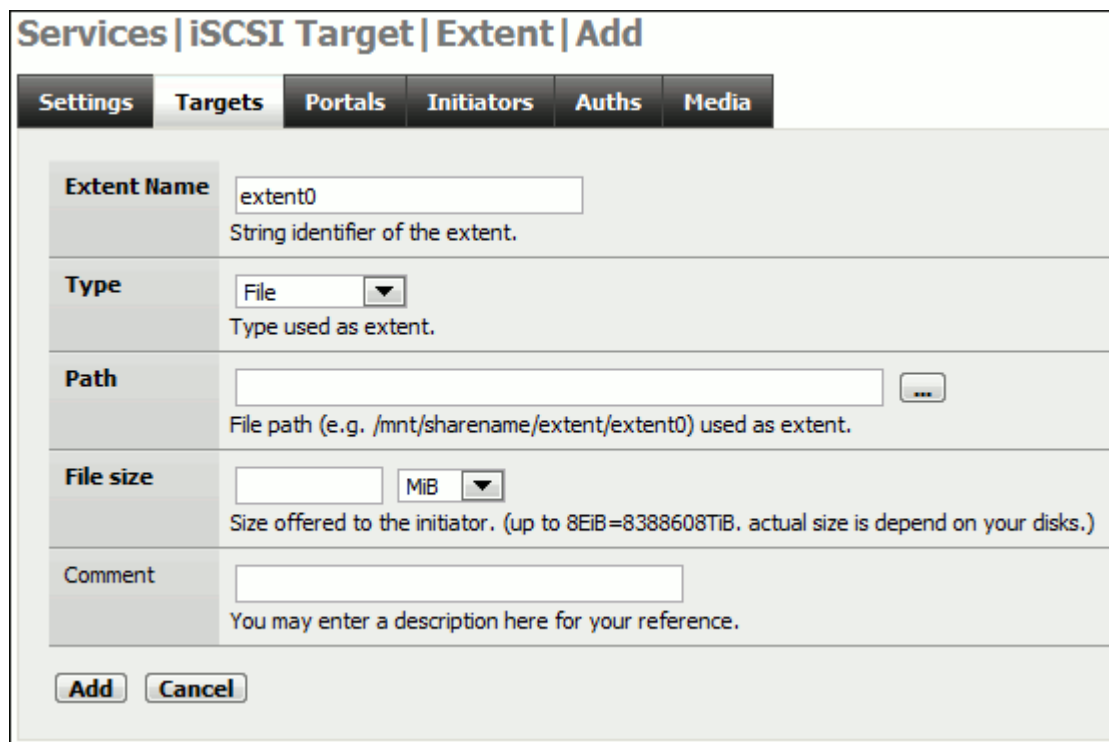 Services|iSCSI Target|Extent|Add
Settings Targets Portals Initiators Auths Media
Extent Name extent0
String identifier of the extent.
Type File
Type used as extent.
Path ...
File path (e.g. /mnt/sharename/extent/extent0) used as extent.
File size MiB
Size offered to the initiator. (up to 8EiB=8388608TiB. actual size is depend on your disks.)
Comment
You may enter a description here for your reference.
Add Cancel